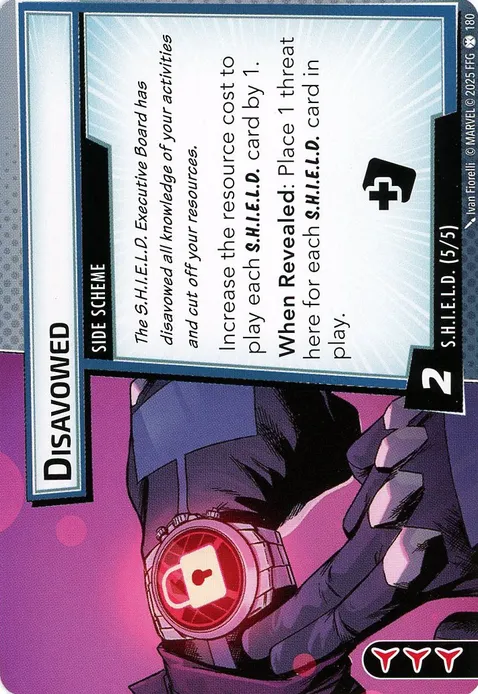 DISAVOWED
SIDE SCHEME
The S.H.I.E.L.D. Executive Board has
disavowed all knowledge of your activities
and cut off your resources.
Increase the resource cost to
play each S.H.I.E.L.D. card by 1.
When Revealed: Place 1 threat
here for each S.H.I.E.L.D. card in
play.
2
S.H.I.E.L.D. (5/5)
Ivan Fiorelli © MARVEL © 2025 FFG 180